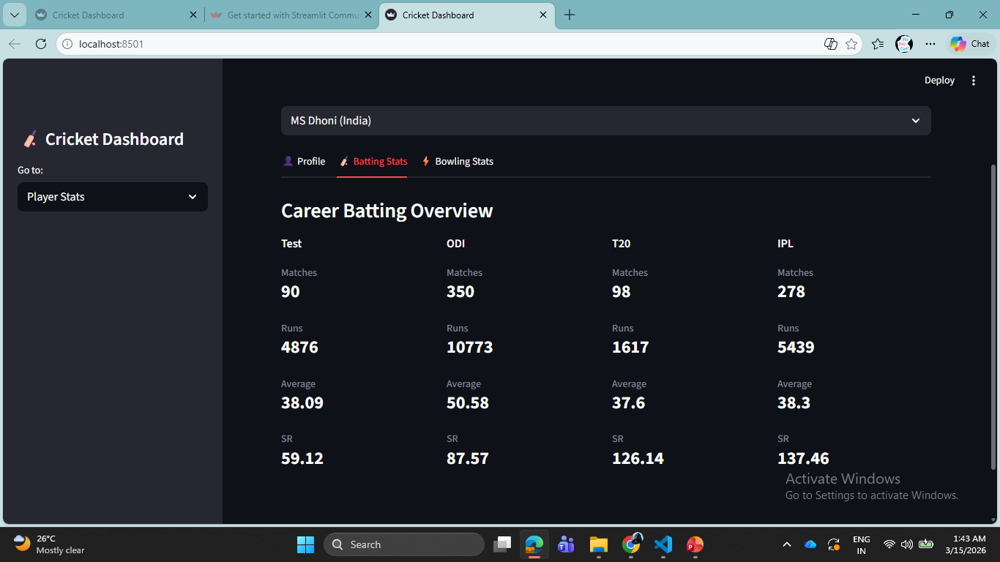 Cricket Dashboard
Get started with Streamlit Commu
Cricket Dashboard
localhost:8501
Chat
Deploy
Cricket Dashboard
Go to:
Player Stats
MS Dhoni (India)
Profile Batting Stats Bowling Stats
Career Batting Overview
Test ODI T20 IPL
Matches Matches Matches Matches
90 350 98 278
Runs Runs Runs Runs
4876 10773 1617 5439
Average Average Average Average
38.09 50.58 37.6 38.3
SR SR SR SR
59.12 87.57 126.14 137.46
Activate Windows
Go to Settings to activate Windows.
26°C
Mostly clear
Search
ENG
IN
1:43 AM
3/15/2026